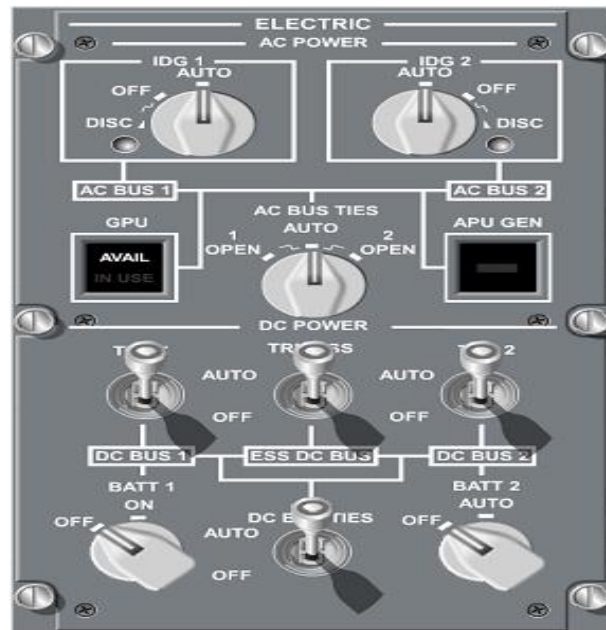 ELECTRIC
AC POWER
IDG 1
AUTO
OFF
DISC
IDG 2
AUTO
OFF
DISC
AC BUS 1
AC BUS 2
GPU
AVAIL
IN USE
AC BUS TIES
AUTO
1
OPEN
2
OPEN
APU GEN
DC POWER
AUTO
OFF
AUTO
OFF
DC BUS 1
ESS DC BUS
DC BUS 2
BATT 1
ON
OFF
DC TIES
AUTO
OFF
BATT 2
AUTO
OFF